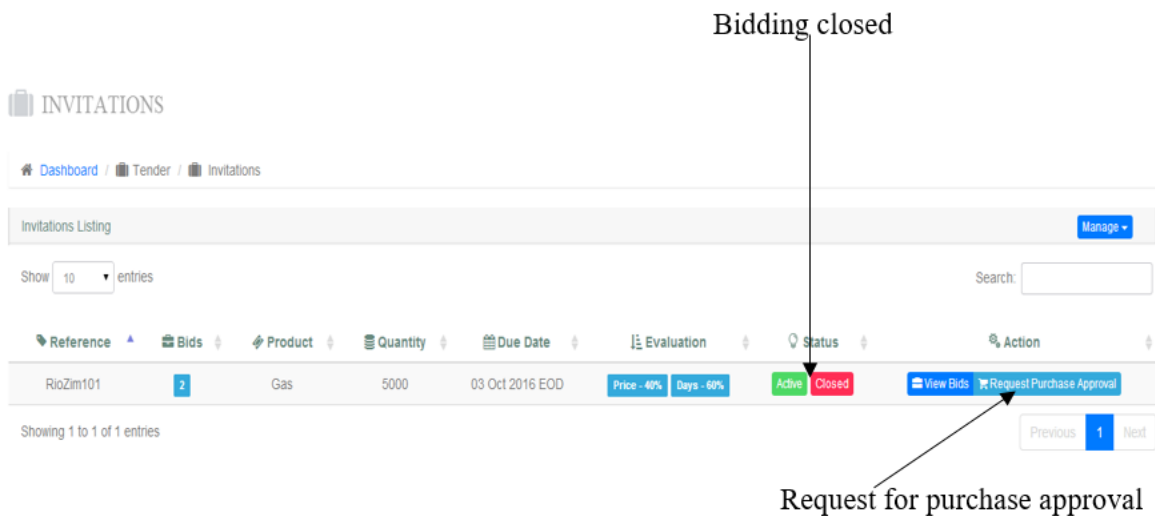 Bidding closed
INVITATIONS
Dashboard / Tender / Invitations
Invitations Listing
Manage
Show 10 entries
Search:
Reference Bids Product Quantity Due Date Evaluation Status Action
RioZim101 2 Gas 5000 03 Oct 2016 EOD Price - 40% Days - 60% Active Closed View Bids Request Purchase Approval
Showing 1 to 1 of 1 entries
Previous 1 Next
Request for purchase approval